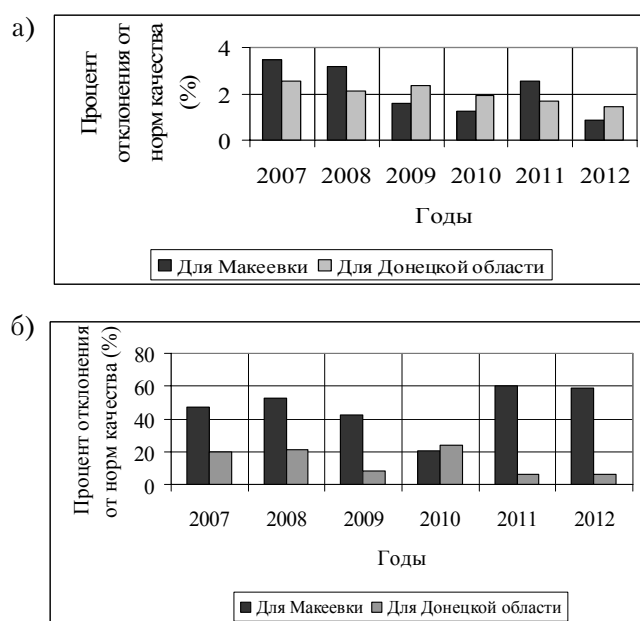 а)
Процент
отклонения от
норм качества
(%)
4
2
0
2007 2008 2009 2010 2011 2012
Годы
Для Макеевки Для Донецкой области
б)
Процент отклонения
от норм качества (%)
80
60
40
20
0
2007 2008 2009 2010 2011 2012
Годы
Для Макеевки Для Донецкой области